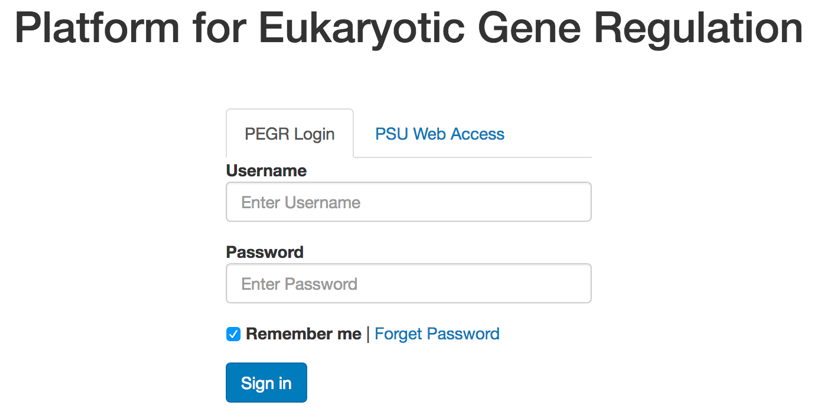 Platform for Eukaryotic Gene Regulation
PEGR Login PSU Web Access
Username
Enter Username
Password
Enter Password
Remember me | Forget Password
Sign in